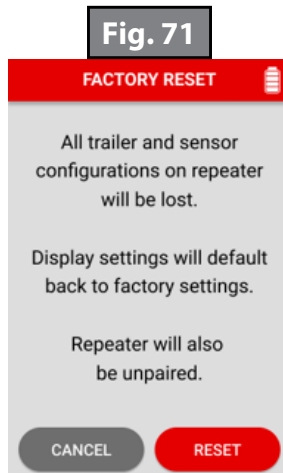 Fig. 71
FACTORY RESET
All trailer and sensor
configurations on repeater
will be lost.
Display settings will default
back to factory settings.
Repeater will also
be unpaired.
CANCEL
RESET